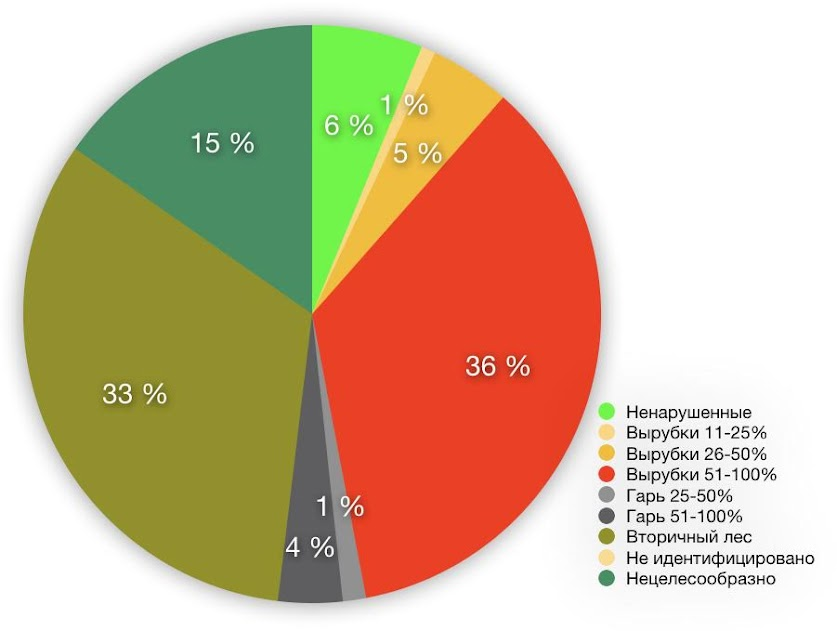 1 %
6 %
15 %
5 %
36 %
33 %
1 %
4 %
Ненарушенные
Вырубки 11-25%
Вырубки 26-50%
Вырубки 51-100%
Гарь 25-50%
Гарь 51-100%
Вторичный лес
Не идентифицировано
Нецелесообразно